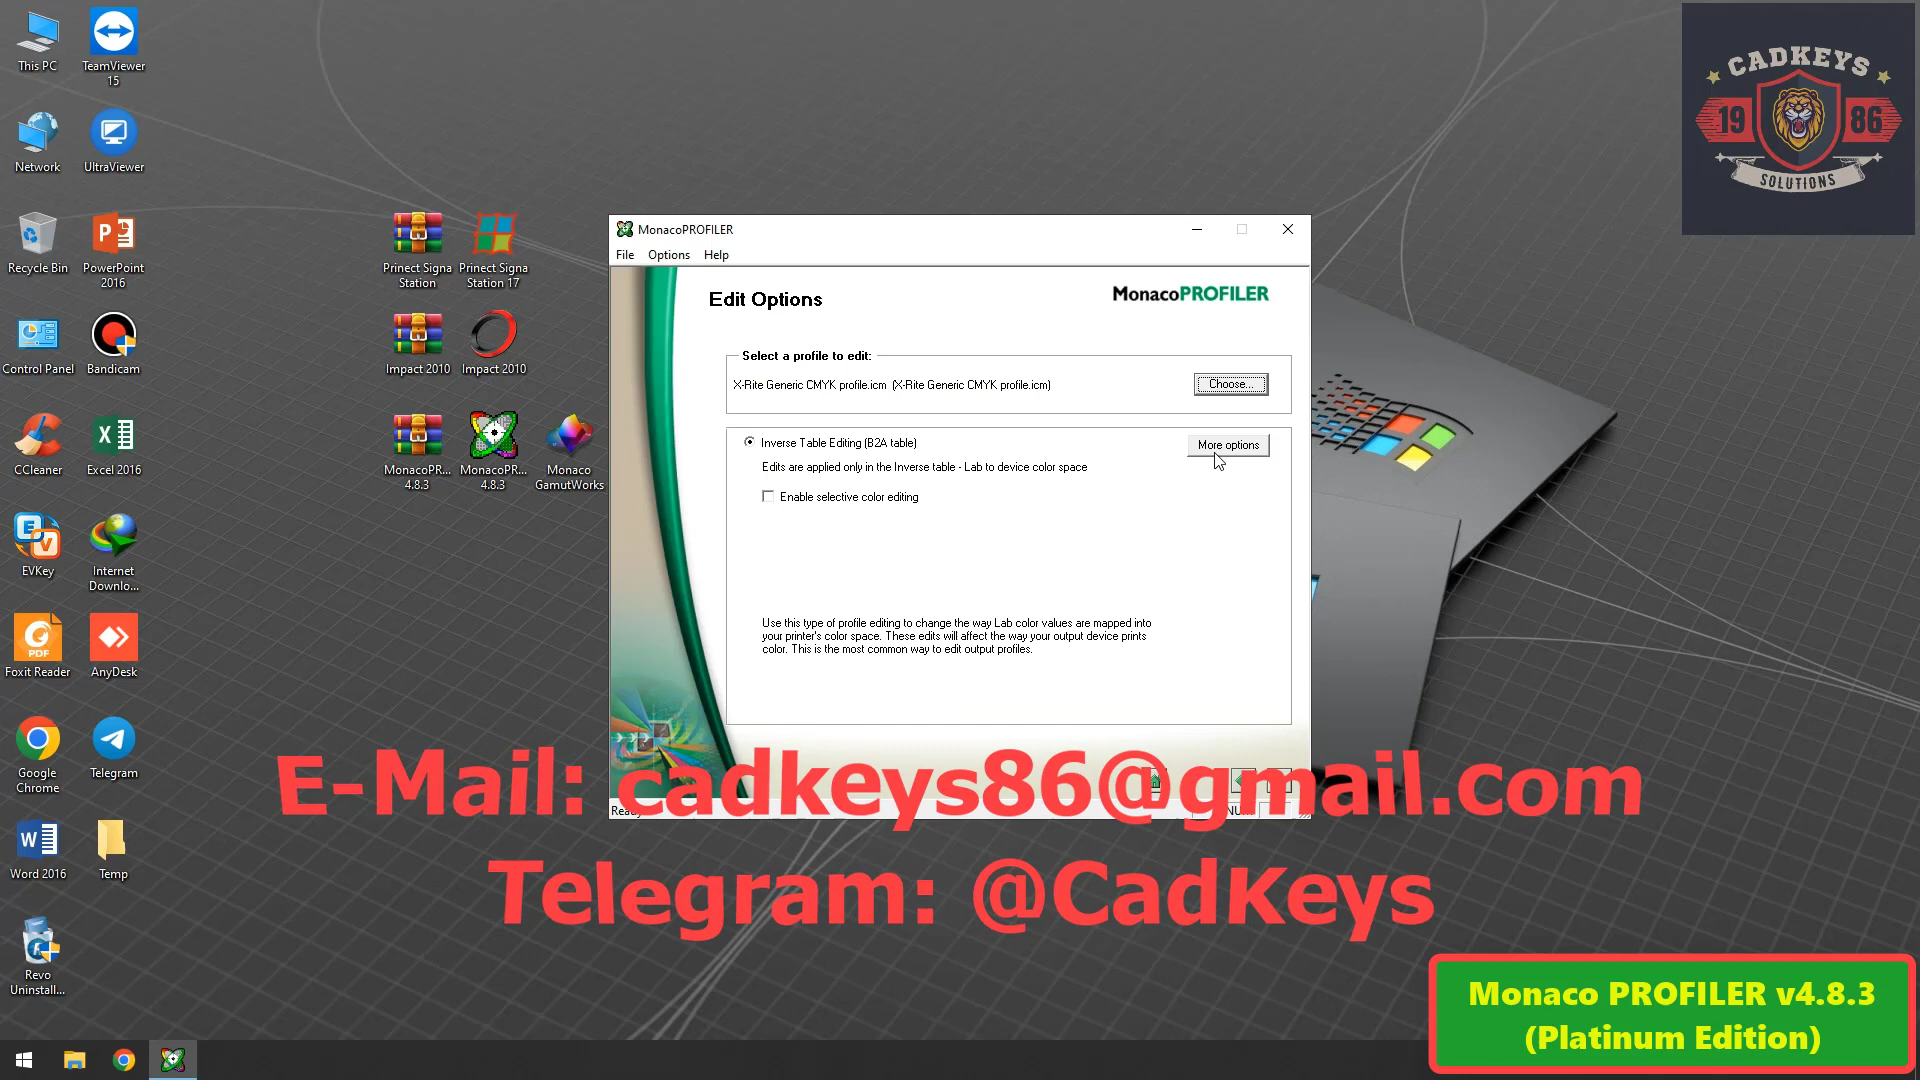 This PC
TeamViewer
15
Network
UltraViewer
Recycle Bin
PowerPoint
2016
Control Panel
Bandicam
CCleaner
Excel 2016
EVKey
Internet
Downlo...
Foxit Reader
AnyDesk
Google
Chrome
Telegram
Word 2016
Temp
Revo
Uninstall...
Prinect Signa
Station
Prinect Signa
Station 17
Impact 2010
Impact 2010
MonacoPR...
4.8.3
MonacoPR...
4.8.3
Monaco
GamutWorks
MonacoPROFILER
File Options Help
Edit Options
MonacoPROFILER
Select a profile to edit:
X-Rite Generic CMYK profile.icm (X-Rite Generic CMYK profile.icm)
Choose...
Inverse Table Editing (B2A table)
More options
Edits are applied only in the Inverse table - Lab to device color space
Enable selective color editing
Use this type of profile editing to change the way Lab color values are mapped into
your printer's color space. These edits will affect the way your output device prints
color. This is the most common way to edit output profiles.
E-Mail: cadkeys86@gmail.com
Telegram: @CadKeys
CADKEYS
1986
SOLUTIONS
Monaco PROFILER v4.8.3
(Platinum Edition)